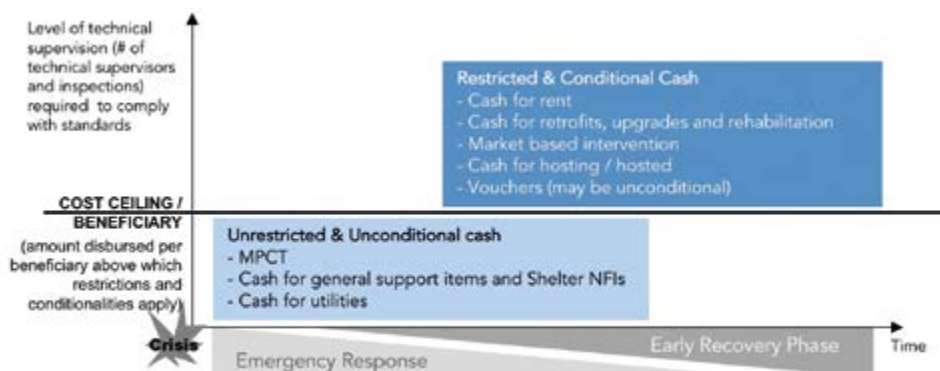 Level of technical
supervision (# of
technical supervisors
and inspections)
required to comply
with standards
Restricted & Conditional Cash
- Cash for rent
- Cash for retrofits, upgrades and rehabilitation
- Market based intervention
- Cash for hosting / hosted
- Vouchers (may be unconditional)
COST CEILING /
BENEFICIARY
(amount disbursed per
beneficiary above which
restrictions and
conditionalities apply)
Unrestricted & Unconditional cash
- MPCT
- Cash for general support items and Shelter NFIs
- Cash for utilities
Crisis
Emergency Response
Early Recovery Phase
Time